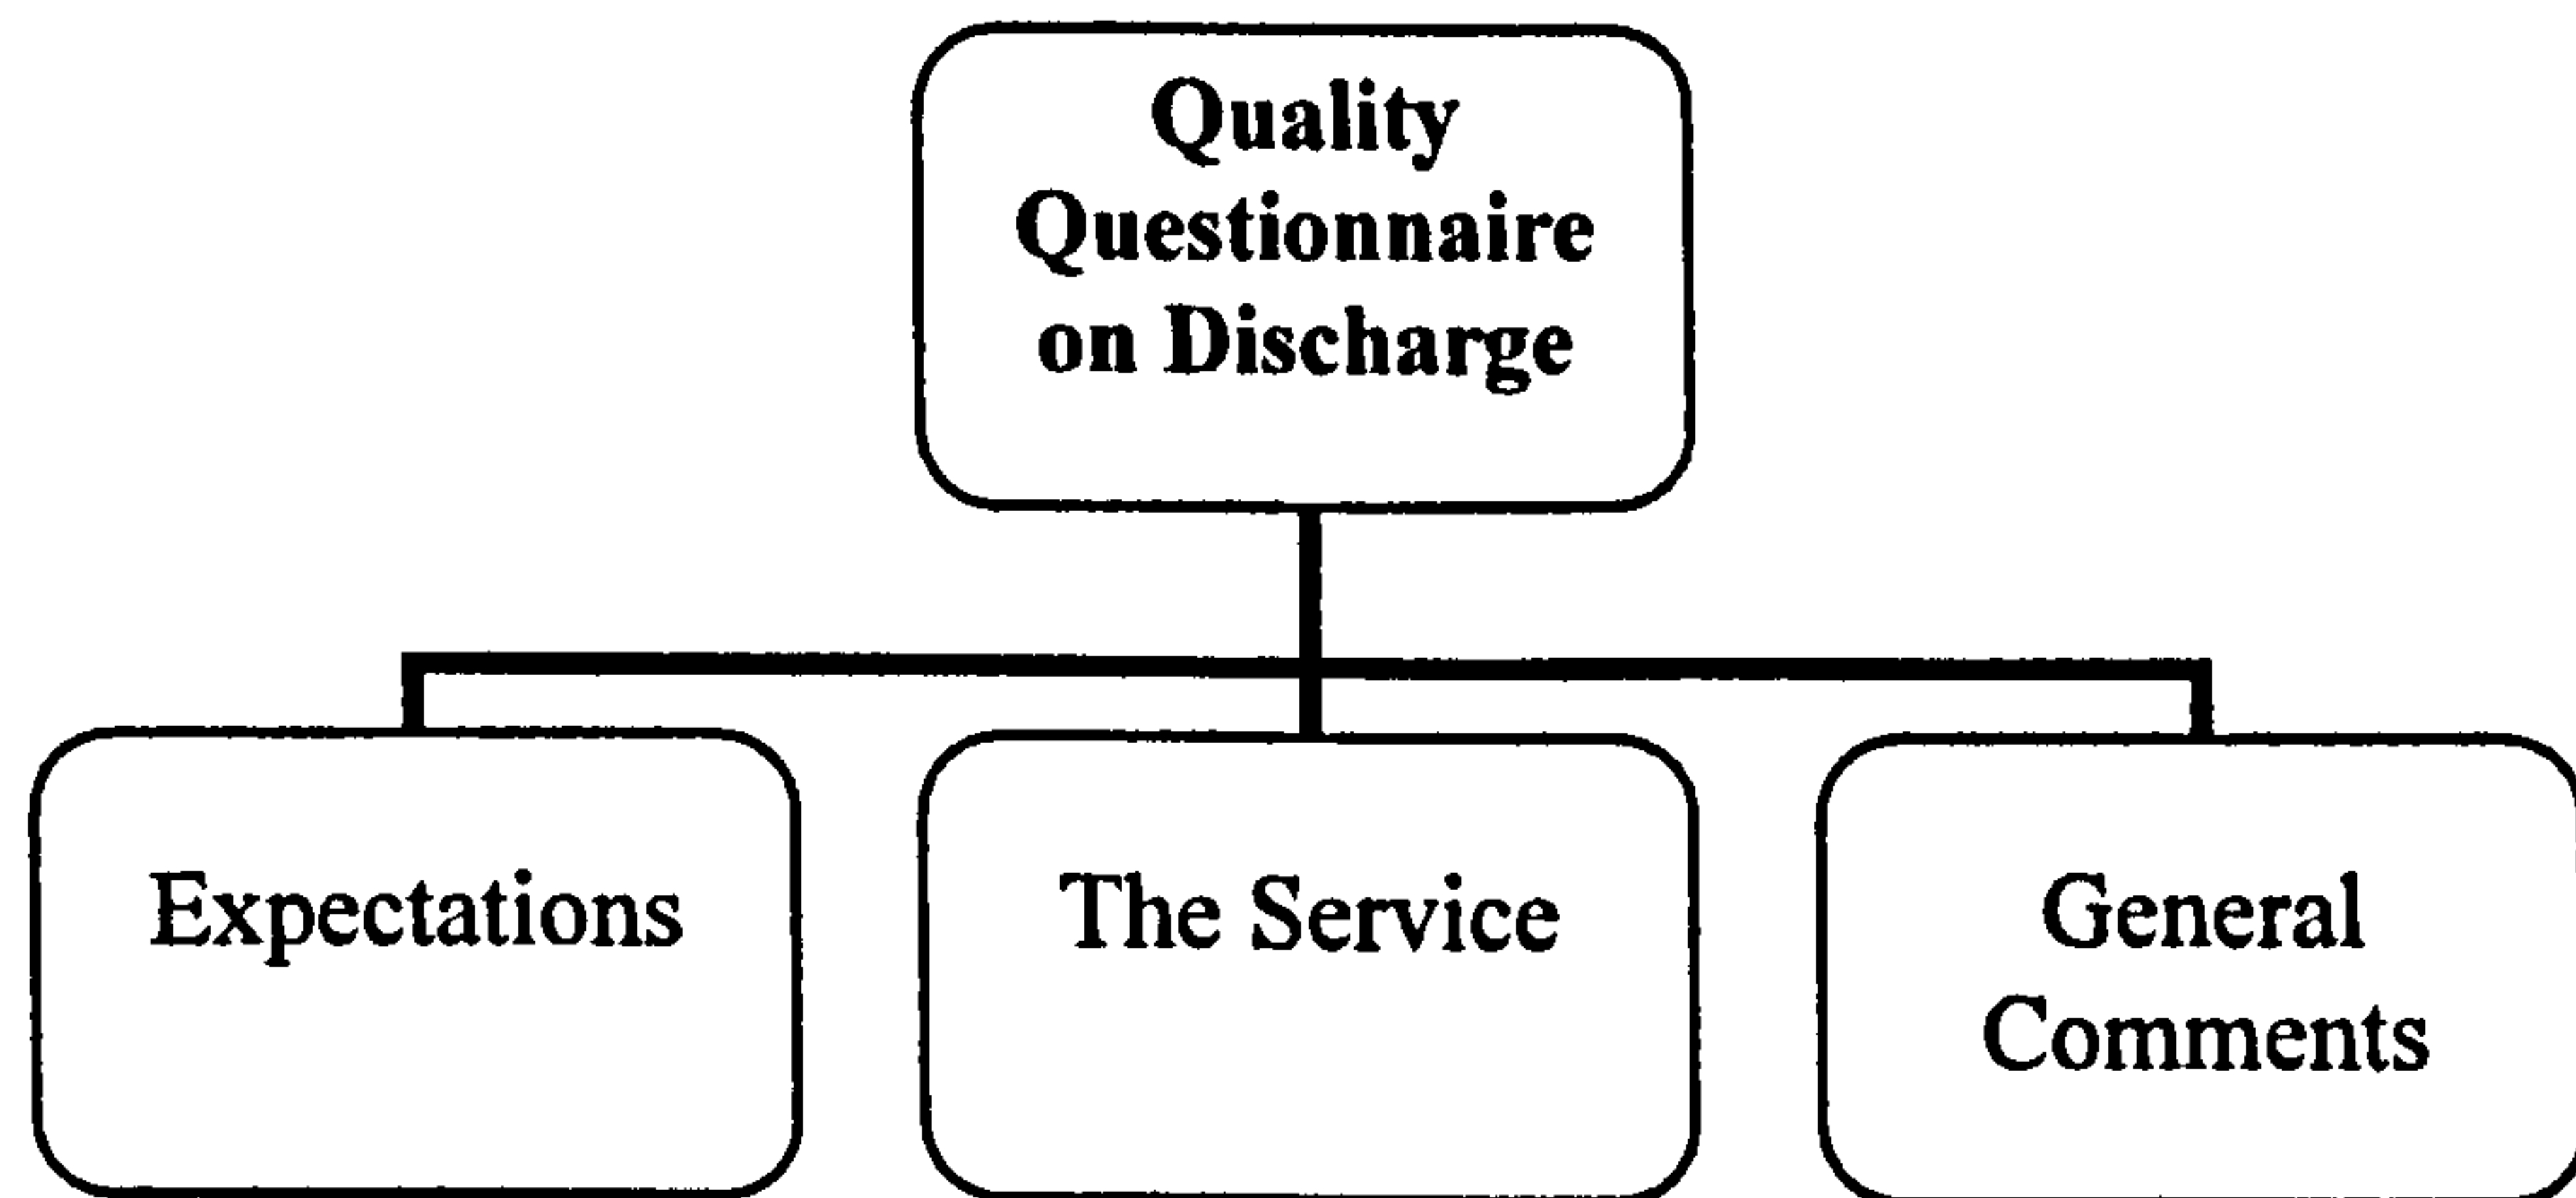 Quality
Questionnaire
on Discharge
Expectations
The Service
General
Comments